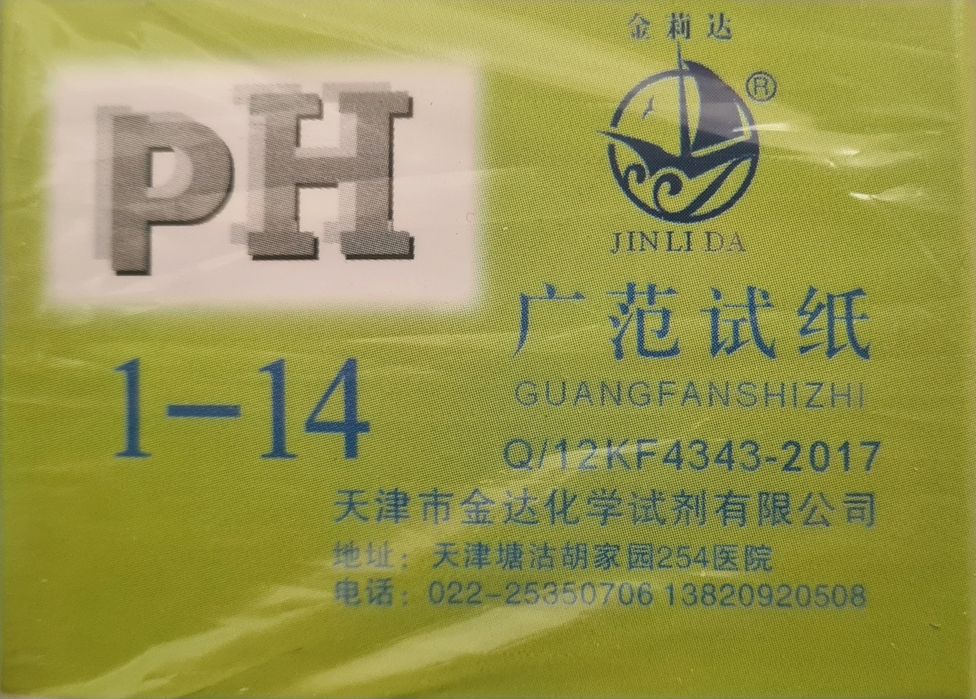 金莉达
®
pH
JINLI DA
广范试纸
1-14
GUANGFANSHIZHI
Q/12KF4343-2017
天津市金达化学试剂有限公司
地址：天津塘沽胡家园254医院
电话：022-25350706 13820920508